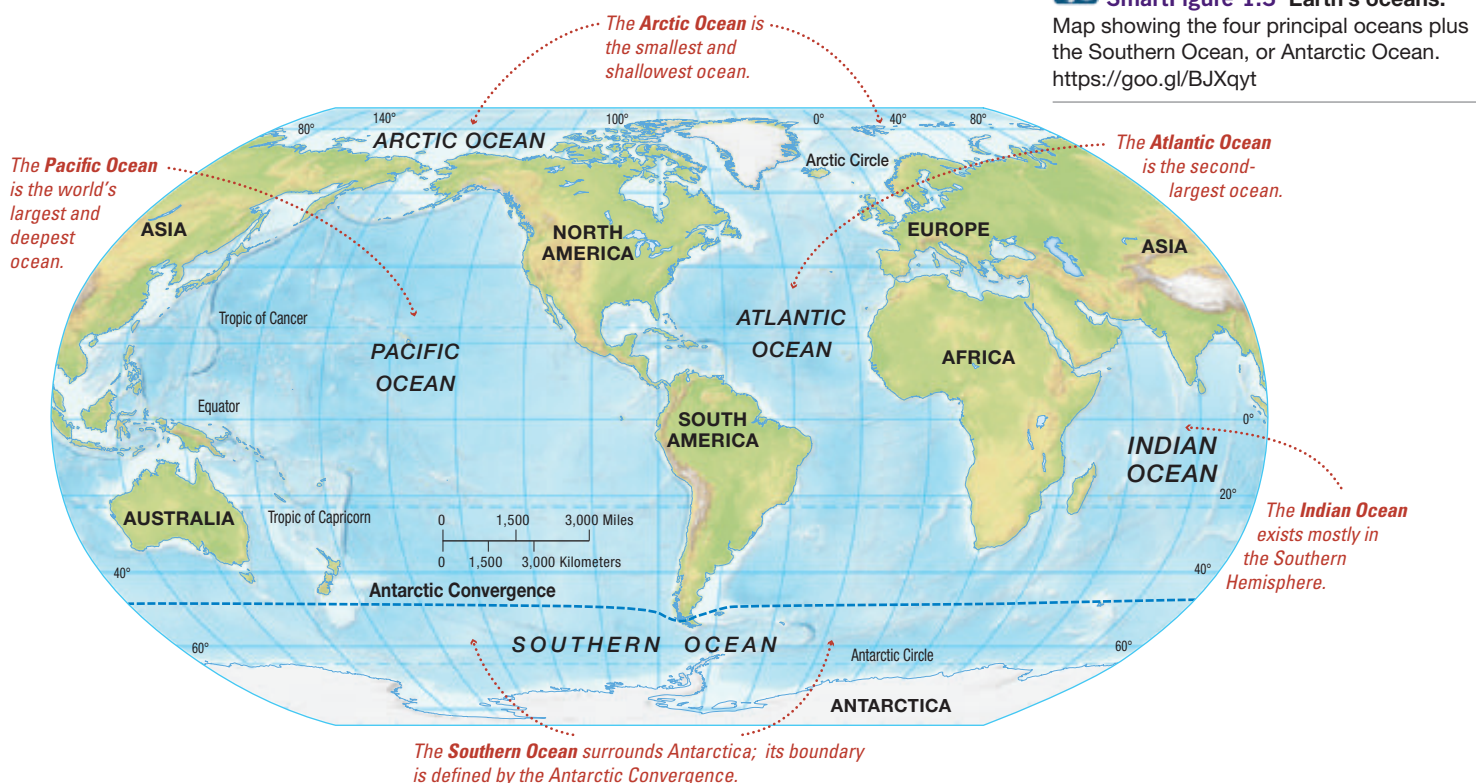 SmartFigure 1.3 Earth's oceans.
Map showing the four principal oceans plus
the Southern Ocean, or Antarctic Ocean.
https://goo.gl/BJXqyt
The Arctic Ocean is
the smallest and
shallowest ocean.
The Pacific Ocean
is the world's
largest and
deepest
ocean.
The Atlantic Ocean
is the second-
largest ocean.
80°
140°
100°
0°
40°
80°
ARCTIC OCEAN
Arctic Circle
ASIA
NORTH
AMERICA
EUROPE
ASIA
Tropic of Cancer
PACIFIC
OCEAN
ATLANTIC
OCEAN
AFRICA
Equator
0°
SOUTH
AMERICA
INDIAN
OCEAN
20°
AUSTRALIA
Tropic of Capricorn
0 1,500 3,000 Miles
0 1,500 3,000 Kilometers
The Indian Ocean
exists mostly in
the Southern
Hemisphere.
40°
40°
Antarctic Convergence
SOUTHERN OCEAN
60°
60°
Antarctic Circle
ANTARCTICA
The Southern Ocean surrounds Antarctica; its boundary
is defined by the Antarctic Convergence.